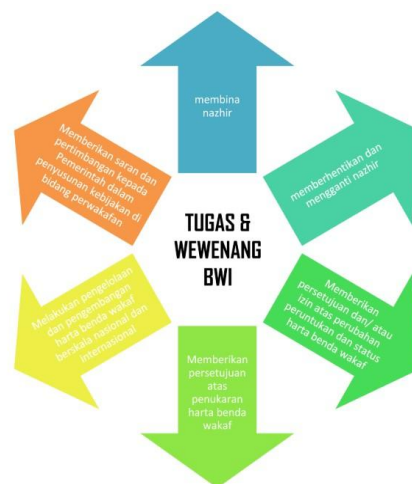 membina
nazhir
memberhentikan dan
mengganti nazhir
Memberikan
persetujuan dan/ atau
izin atas perubahan
peruntukan dan status
harta benda wakaf
Memberikan
persetujuan
atas
penukaran
harta benda
wakaf
Melakukan pengelolaan
dan pengembangan
harta benda wakaf
berskala nasional dan
internasional
Memberikan saran dan
pertimbangan kepada
Pemerintah dalam
penyusunan kebijakan di
bidang perwakafan
TUGAS &
WEWENANG
BWI